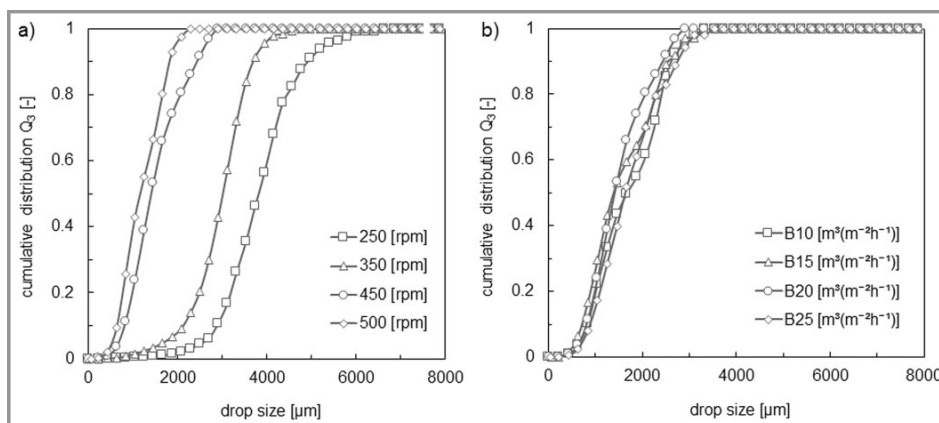 a)
1
0.8
0.6
0.4
0.2
0
cumulative distribution Q₃ [-]
250 [rpm]
350 [rpm]
450 [rpm]
500 [rpm]
0 2000 4000 6000 8000
drop size [µm]
b)
1
0.8
0.6
0.4
0.2
0
cumulative distribution Q₃ [-]
B10 [m³(m⁻²h⁻¹)]
B15 [m³(m⁻²h⁻¹)]
B20 [m³(m⁻²h⁻¹)]
B25 [m³(m⁻²h⁻¹)]
0 2000 4000 6000 8000
drop size [µm]